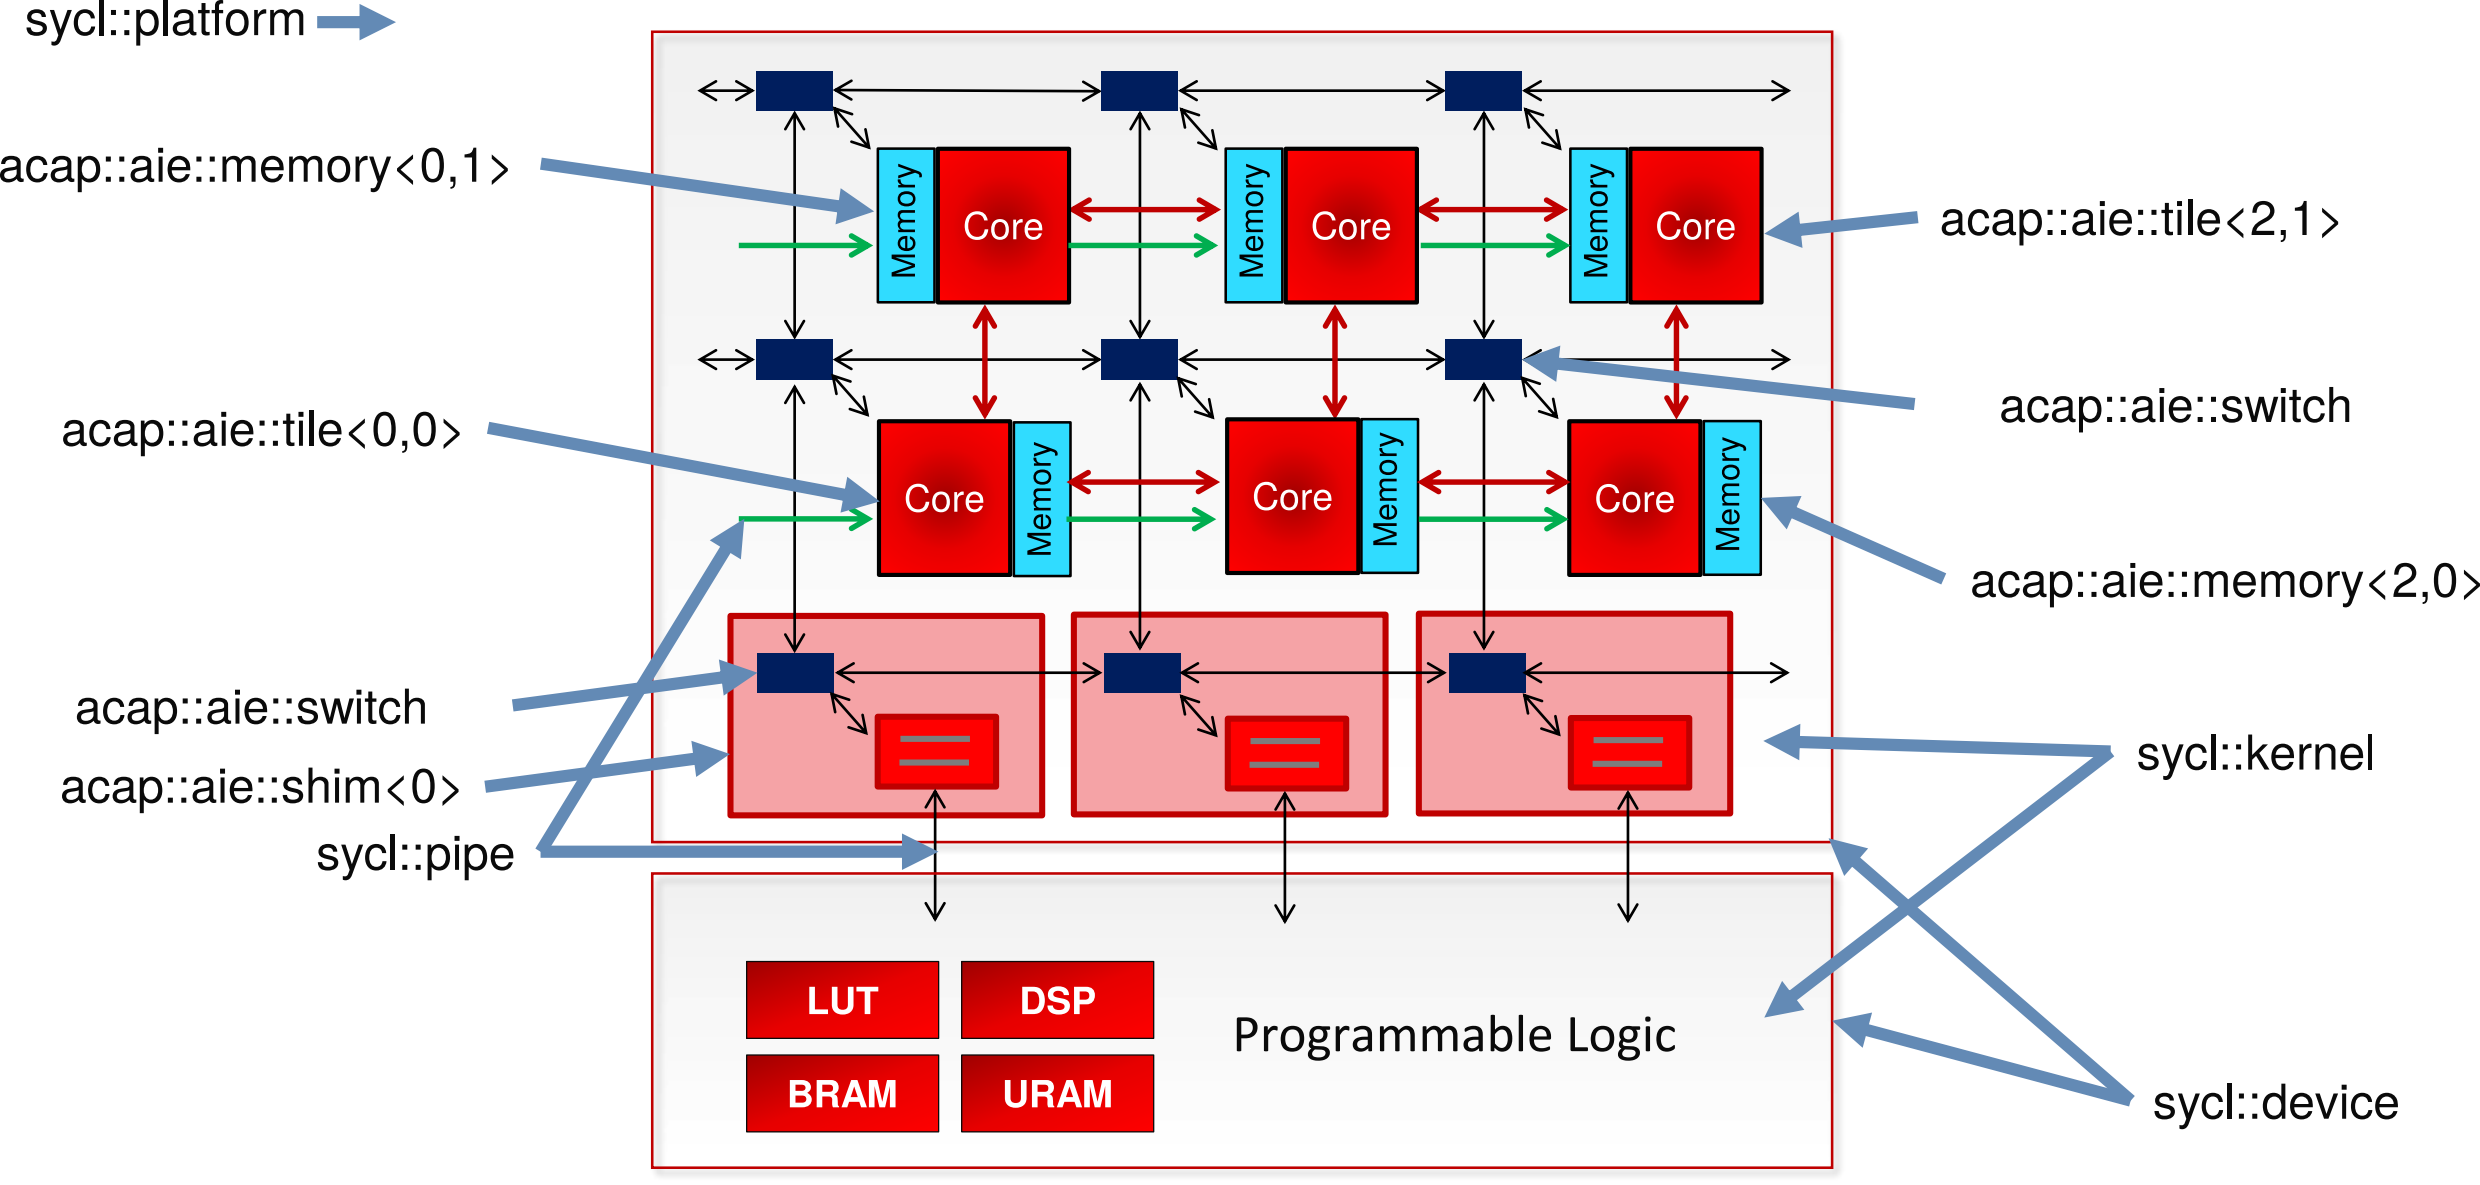 sycl::platform
acap::aie::memory<0,1>
Memory
Core
Memory
Core
Memory
Core
acap::aie::tile<2,1>
acap::aie::tile<0,0>
acap::aie::switch
Core
Memory
Core
Memory
Core
Memory
acap::aie::memory<2,0>
acap::aie::switch
acap::aie::shim<0>
sycl::pipe
sycl::kernel
LUT
DSP
BRAM
URAM
Programmable Logic
sycl::device